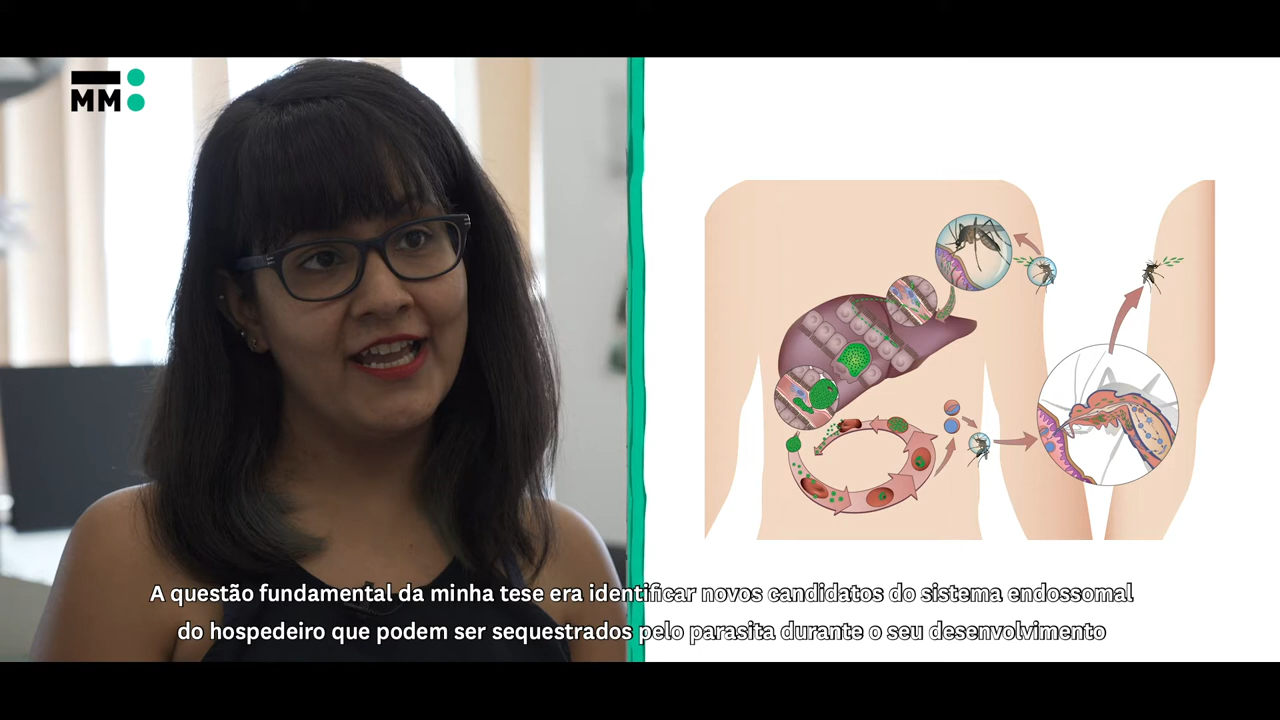 MM:
A questão fundamental da minha tese era identificar novos candidatos do sistema endossomal
do hospedeiro que podem ser sequestrados pelo parasita durante o seu desenvolvimento